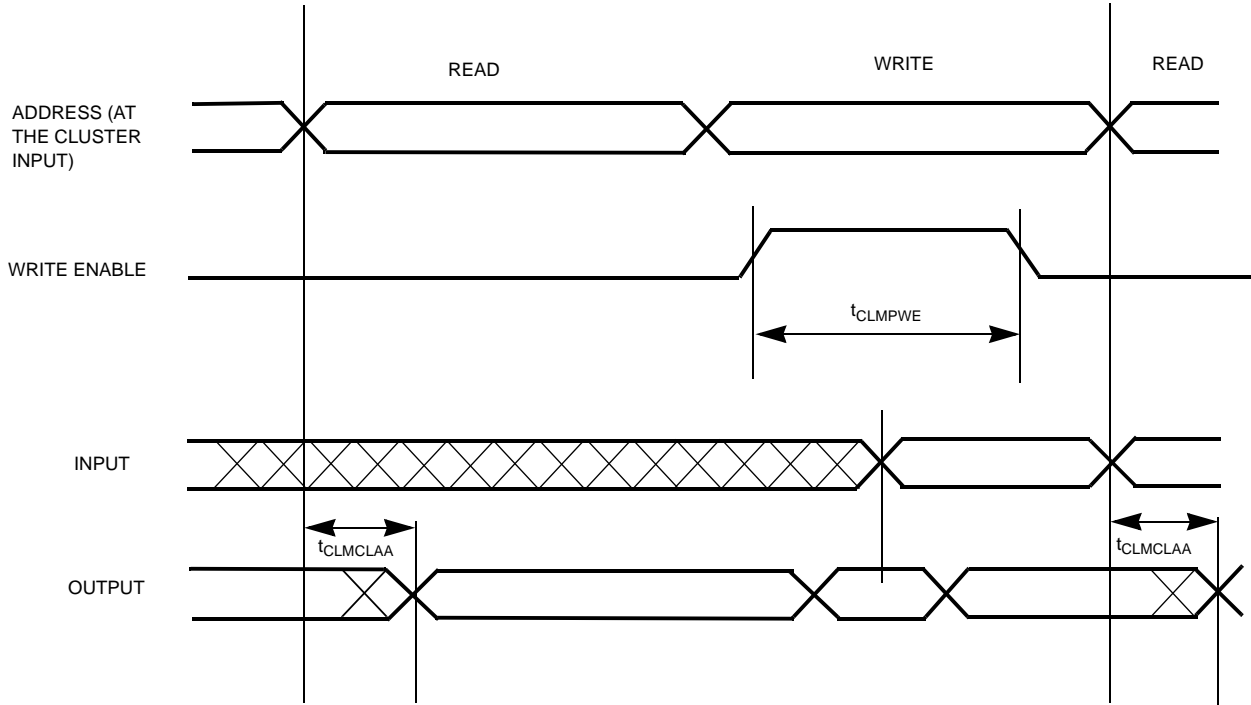 READ
WRITE
READ
ADDRESS (AT
THE CLUSTER
INPUT)
WRITE ENABLE
tCLMPWE
INPUT
tCLMCLAA
tCLMCLAA
OUTPUT